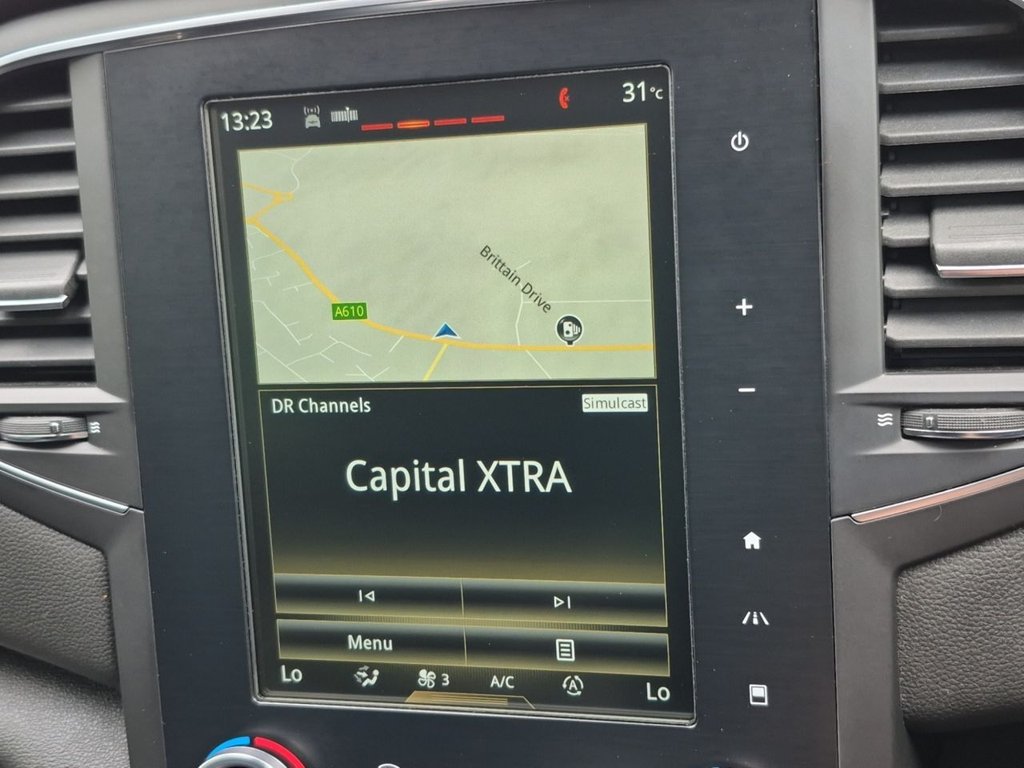 13:23
31°C
Brittain Drive
A610
DR Channels
Simulcast
Capital XTRA
Menu
Lo
3
A/C
A
Lo